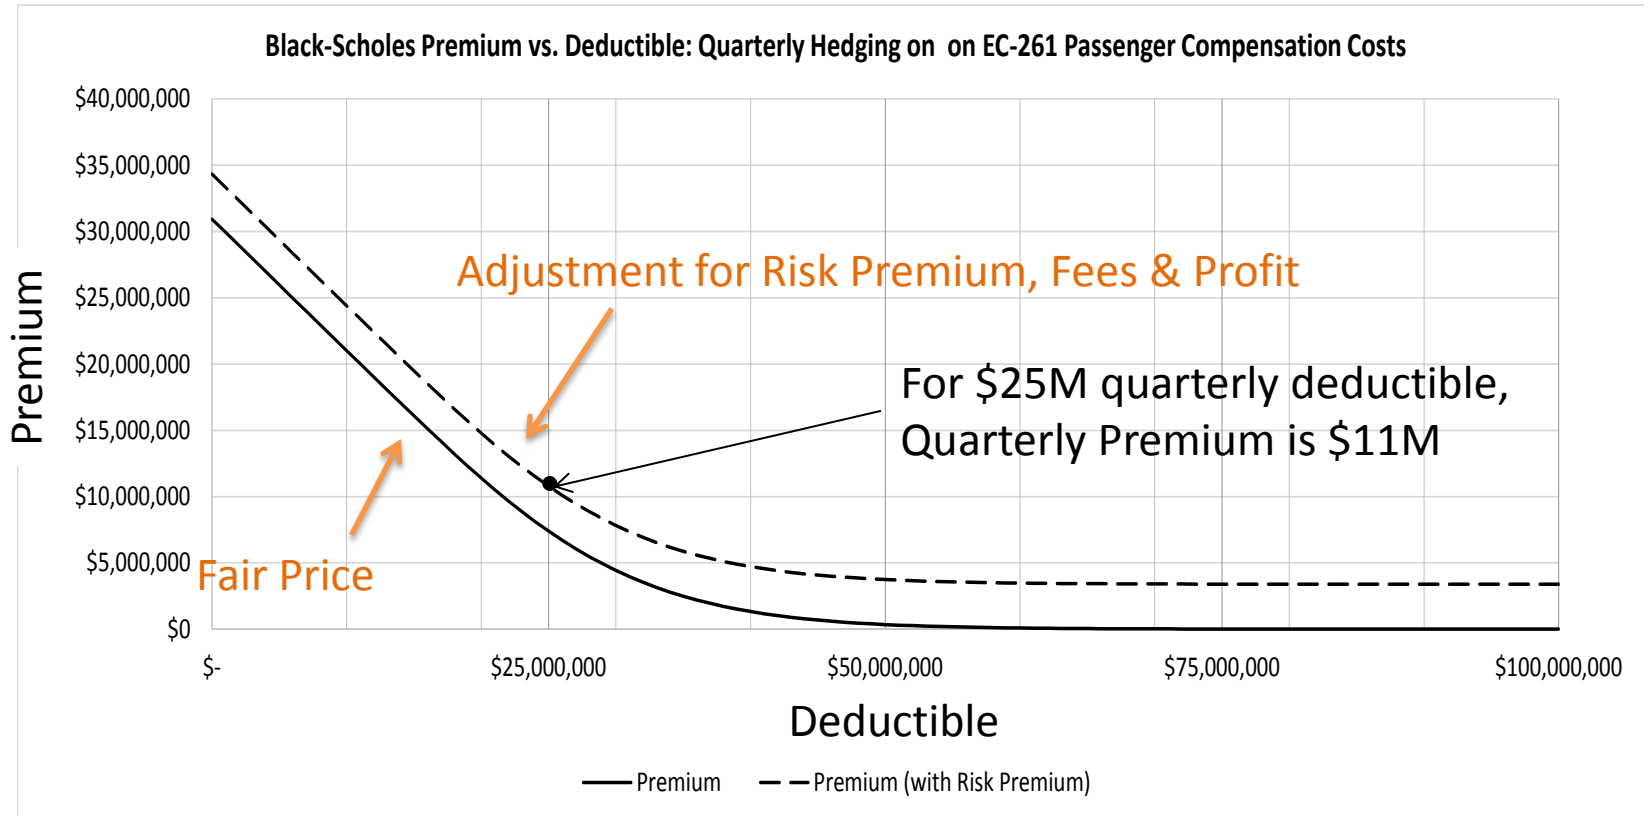 Black-Scholes Premium vs. Deductible: Quarterly Hedging on  on EC-261 Passenger Compensation Costs
Premium
$40,000,000
$35,000,000
$30,000,000
$25,000,000
$20,000,000
$15,000,000
$10,000,000
$5,000,000
$0
Adjustment for Risk Premium, Fees & Profit
For $25M quarterly deductible,
Quarterly Premium is $11M
Fair Price
$-
$25,000,000
$50,000,000
$75,000,000
$100,000,000
Deductible
Premium
Premium (with Risk Premium)